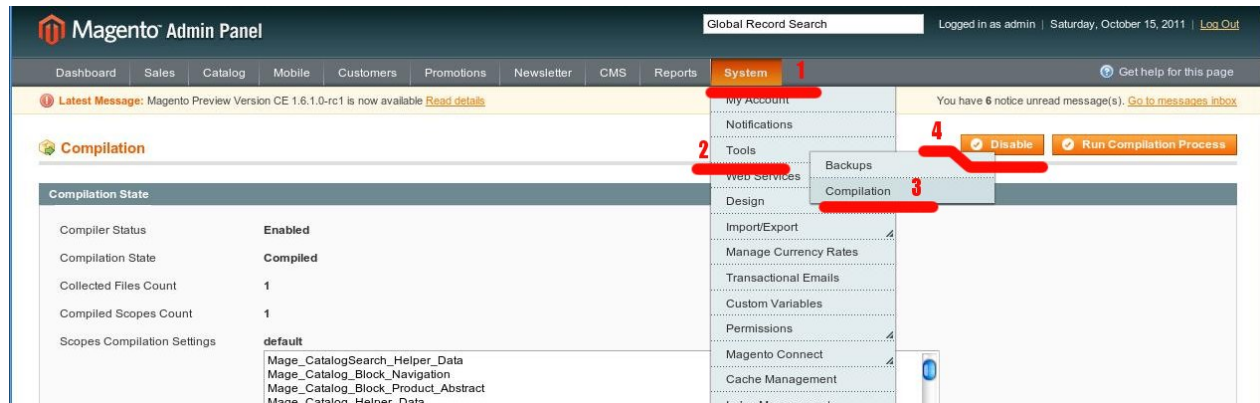 Magento Admin Panel
Global Record Search
Logged in as admin | Saturday, October 15, 2011 | Log Out
Dashboard Sales Catalog Mobile Customers Promotions Newsletter CMS Reports System 1
Get help for this page
Latest Message: Magento Preview Version CE 1.6.1.0-rc1 is now available Read details
You have 6 notice unread message(s). Go to messages inbox
My Account
Notifications
2 Tools
Web Services
Design
Import/Export
Manage Currency Rates
Transactional Emails
Custom Variables
Permissions
Magento Connect
Cache Management
Backups
Compilation 3
4
Disable
Run Compilation Process
Compilation
Compilation State
Compiler Status Enabled
Compilation State Compiled
Collected Files Count 1
Compiled Scopes Count 1
Scopes Compilation Settings default
Mage_CatalogSearch_Helper_Data
Mage_Catalog_Block_Navigation
Mage_Catalog_Block_Product_Abstract
Mage_Catalog_Helper_Data